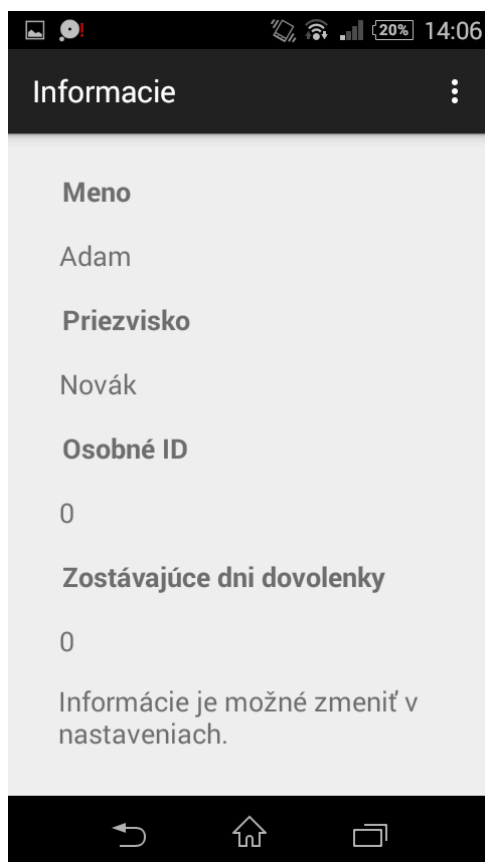 20% 14:06
Informacie
Meno
Adam
Priezvisko
Novák
Osobné ID
0
Zostávajúce dni dovolenky
0
Informácie je možné zmeniť v
nastaveniach.